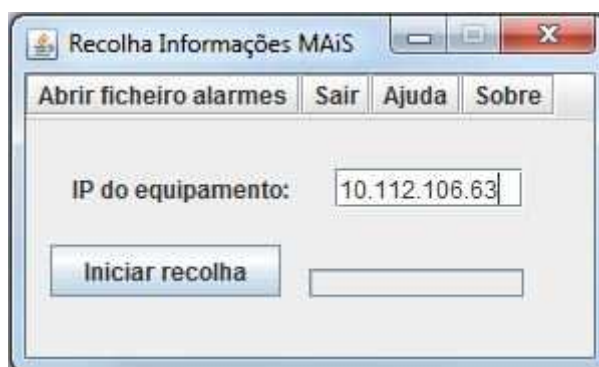 Recolha Informações MAiS
Abrir ficheiro alarmes Sair Ajuda Sobre
IP do equipamento: 10.112.106.63
Iniciar recolha